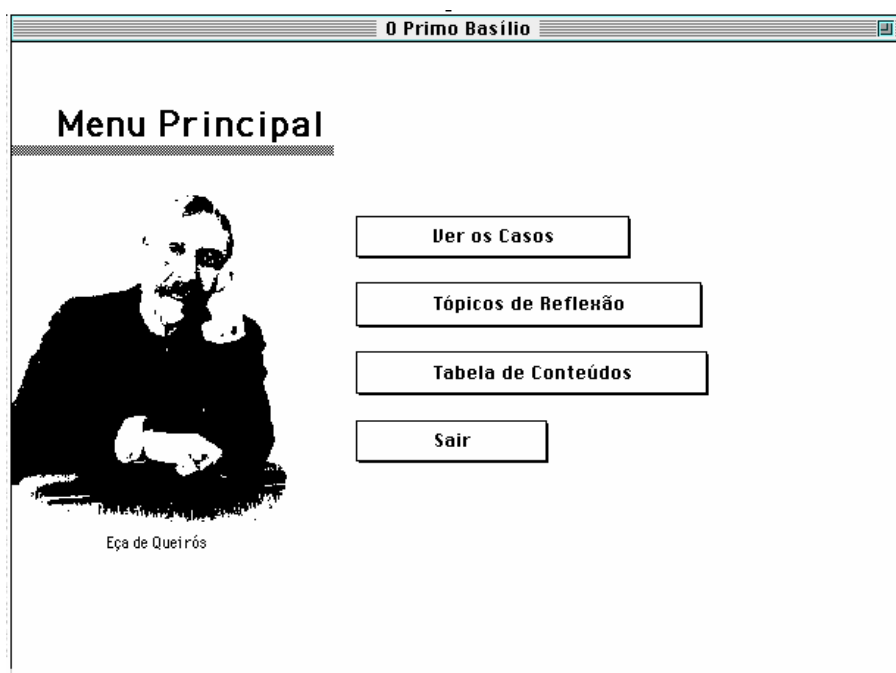 O Primo Basílio
Menu Principal
Ver os Casos
Tópicos de Reflexão
Tabela de Conteúdos
Sair
Eça de Queirós